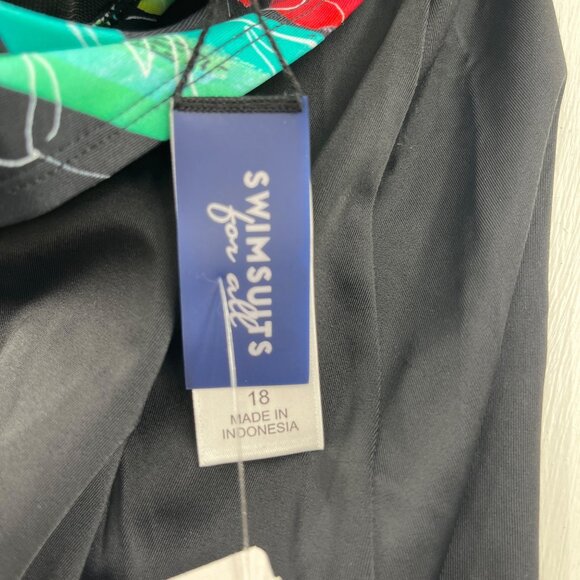 SWIMSUITS
for all
18
MADE IN
INDONESIA